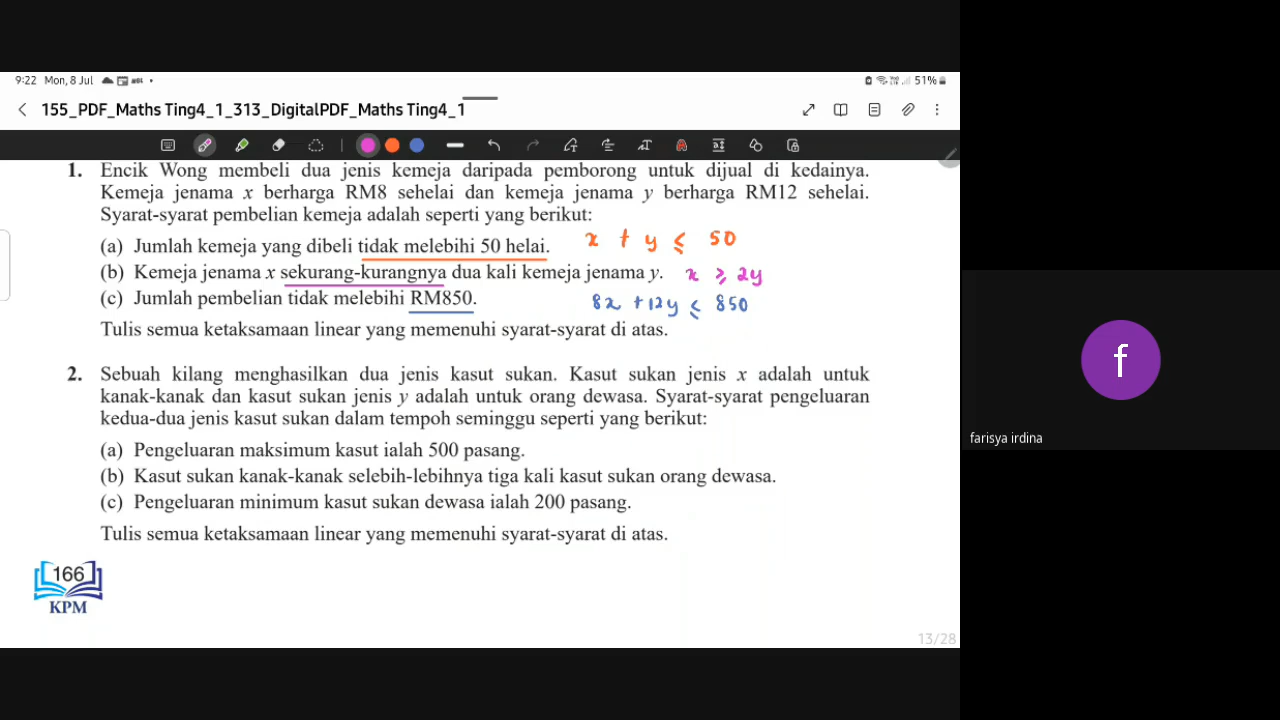 9:22 Mon, 8 Jul
51%
155_PDF_Maths Ting4_1_313_DigitalPDF_Maths Ting4_1
1. Encik Wong membeli dua jenis kemeja daripada pemborong untuk dijual di kedainya.
Kemeja jenama x berharga RM8 sehelai dan kemeja jenama y berharga RM12 sehelai.
Syarat-syarat pembelian kemeja adalah seperti yang berikut:
(a) Jumlah kemeja yang dibeli tidak melebihi 50 helai. x + y ≤ 50
(b) Kemeja jenama x sekurang-kurangnya dua kali kemeja jenama y. x ≥ 2y
(c) Jumlah pembelian tidak melebihi RM850. 8x + 12y ≤ 850
Tulis semua ketaksamaan linear yang memenuhi syarat-syarat di atas.
2. Sebuah kilang menghasilkan dua jenis kasut sukan. Kasut sukan jenis x adalah untuk
kanak-kanak dan kasut sukan jenis y adalah untuk orang dewasa. Syarat-syarat pengeluaran
kedua-dua jenis kasut sukan dalam tempoh seminggu seperti yang berikut:
(a) Pengeluaran maksimum kasut ialah 500 pasang.
(b) Kasut sukan kanak-kanak selebih-lebihnya tiga kali kasut sukan orang dewasa.
(c) Pengeluaran minimum kasut sukan dewasa ialah 200 pasang.
Tulis semua ketaksamaan linear yang memenuhi syarat-syarat di atas.
166
KPM
13/28
f
farisya irdina